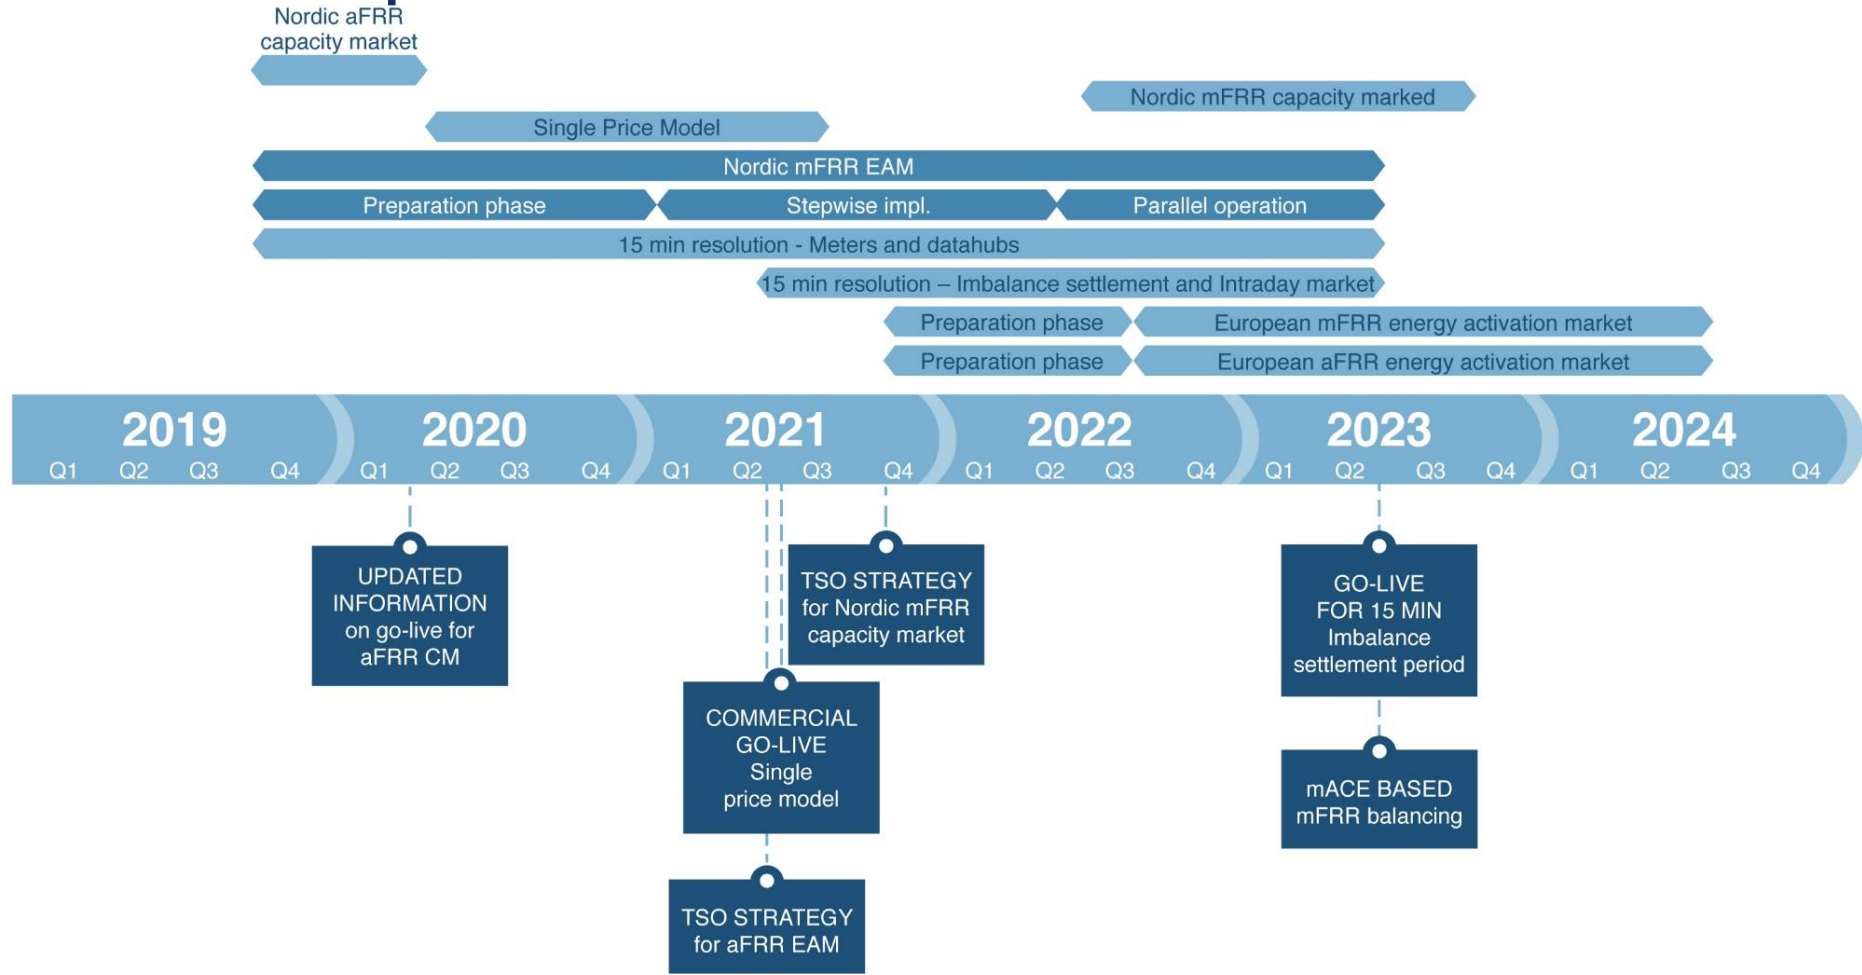 Nordic aFRR
capacity market
Nordic mFRR capacity marked
Single Price Model
Nordic mFRR EAM
Preparation phase
Stepwise impl.
Parallel operation
15 min resolution - Meters and datahubs
15 min resolution – Imbalance settlement and Intraday market
Preparation phase
European mFRR energy activation market
Preparation phase
European aFRR energy activation market
2019
2020
2021
2022
2023
2024
Q1 Q2 Q3 Q4
Q1 Q2 Q3 Q4
Q1 Q2 Q3 Q4
Q1 Q2 Q3 Q4
Q1 Q2 Q3 Q4
Q1 Q2 Q3 Q4
UPDATED
INFORMATION
on go-live for
aFRR CM
TSO STRATEGY
for Nordic mFRR
capacity market
GO-LIVE
FOR 15 MIN
Imbalance
settlement period
COMMERCIAL
GO-LIVE
Single
price model
mACE BASED
mFRR balancing
TSO STRATEGY
for aFRR EAM